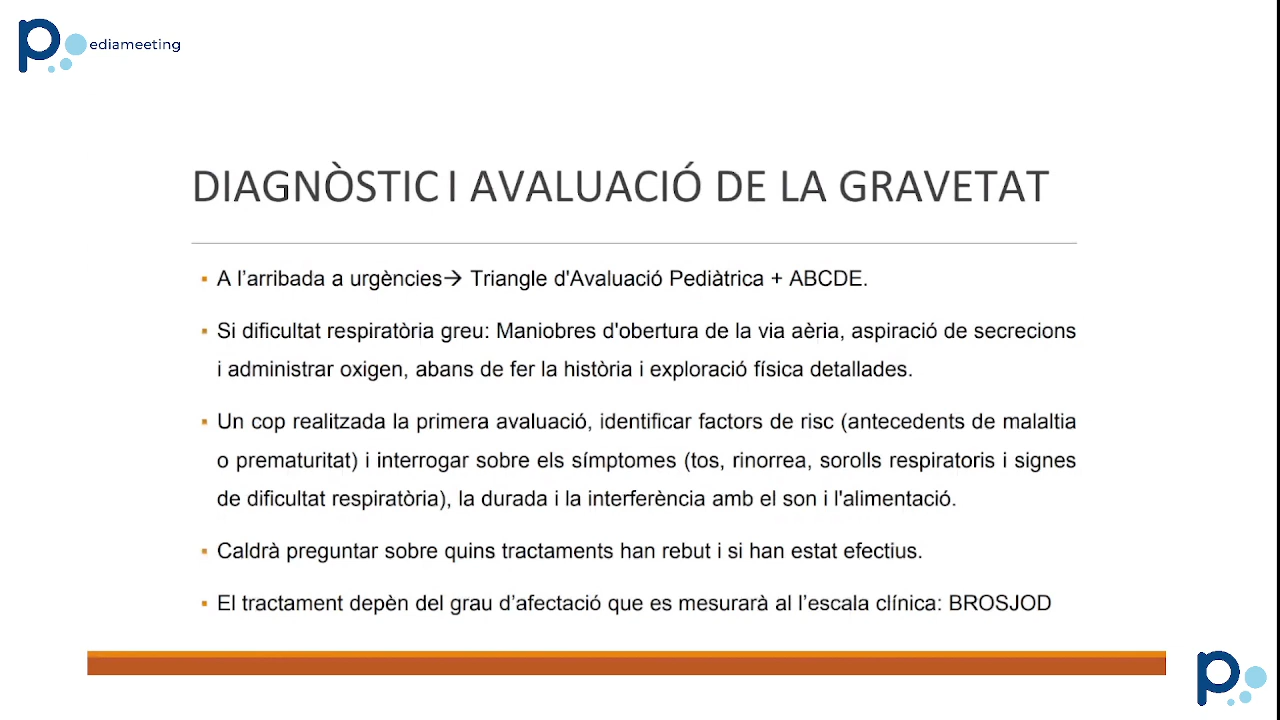 pediameeting
DIAGNÒSTIC I AVALUACIÓ DE LA GRAVETAT
▪ A l’arribada a urgències→ Triangle d'Avaluació Pediàtrica + ABCDE.
▪ Si dificultat respiratòria greu: Maniobres d'obertura de la via aèria, aspiració de secrecions
i administrar oxigen, abans de fer la història i exploració física detallades.
▪ Un cop realitzada la primera avaluació, identificar factors de risc (antecedents de malaltia
o prematuritat) i interrogar sobre els símptomes (tos, rinorrea, sorolls respiratoris i signes
de dificultat respiratòria), la durada i la interferència amb el son i l'alimentació.
▪ Caldrà preguntar sobre quins tractaments han rebut i si han estat efectius.
▪ El tractament depèn del grau d’afectació que es mesurarà al l’escala clínica: BROSJOD
p